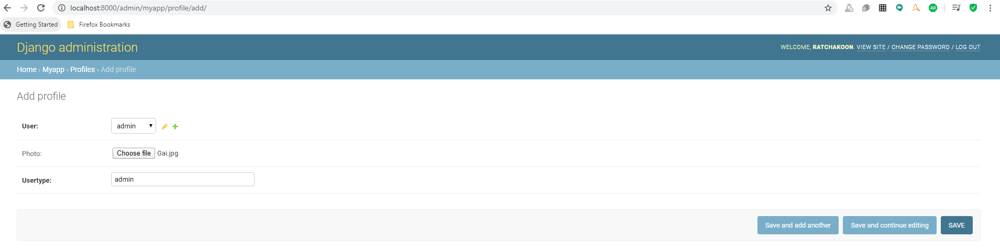 localhost:8000/admin/myapp/profile/add/
AD
Getting Started Firefox Bookmarks
Django administration
WELCOME, RATCHAKOON. VIEW SITE / CHANGE PASSWORD / LOG OUT
Home › Myapp › Profiles › Add profile
Add profile
User: admin
Photo: Choose file Gai.jpg
Usertype: admin
Save and add another Save and continue editing SAVE